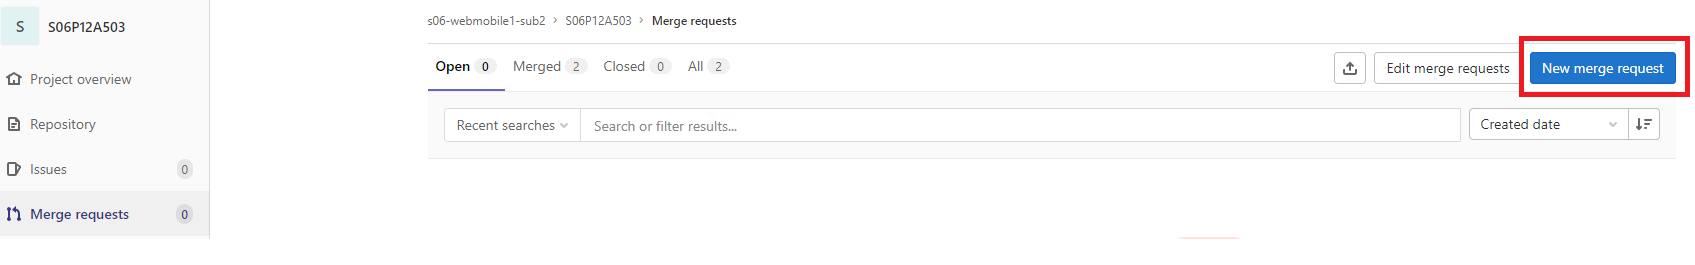 S S06P12A503
Project overview
Repository
Issues 0
Merge requests 0
s06-webmobile1-sub2 > S06P12A503 > Merge requests
Open 0 Merged 2 Closed 0 All 2
Edit merge requests New merge request
Recent searches Search or filter results... Created date